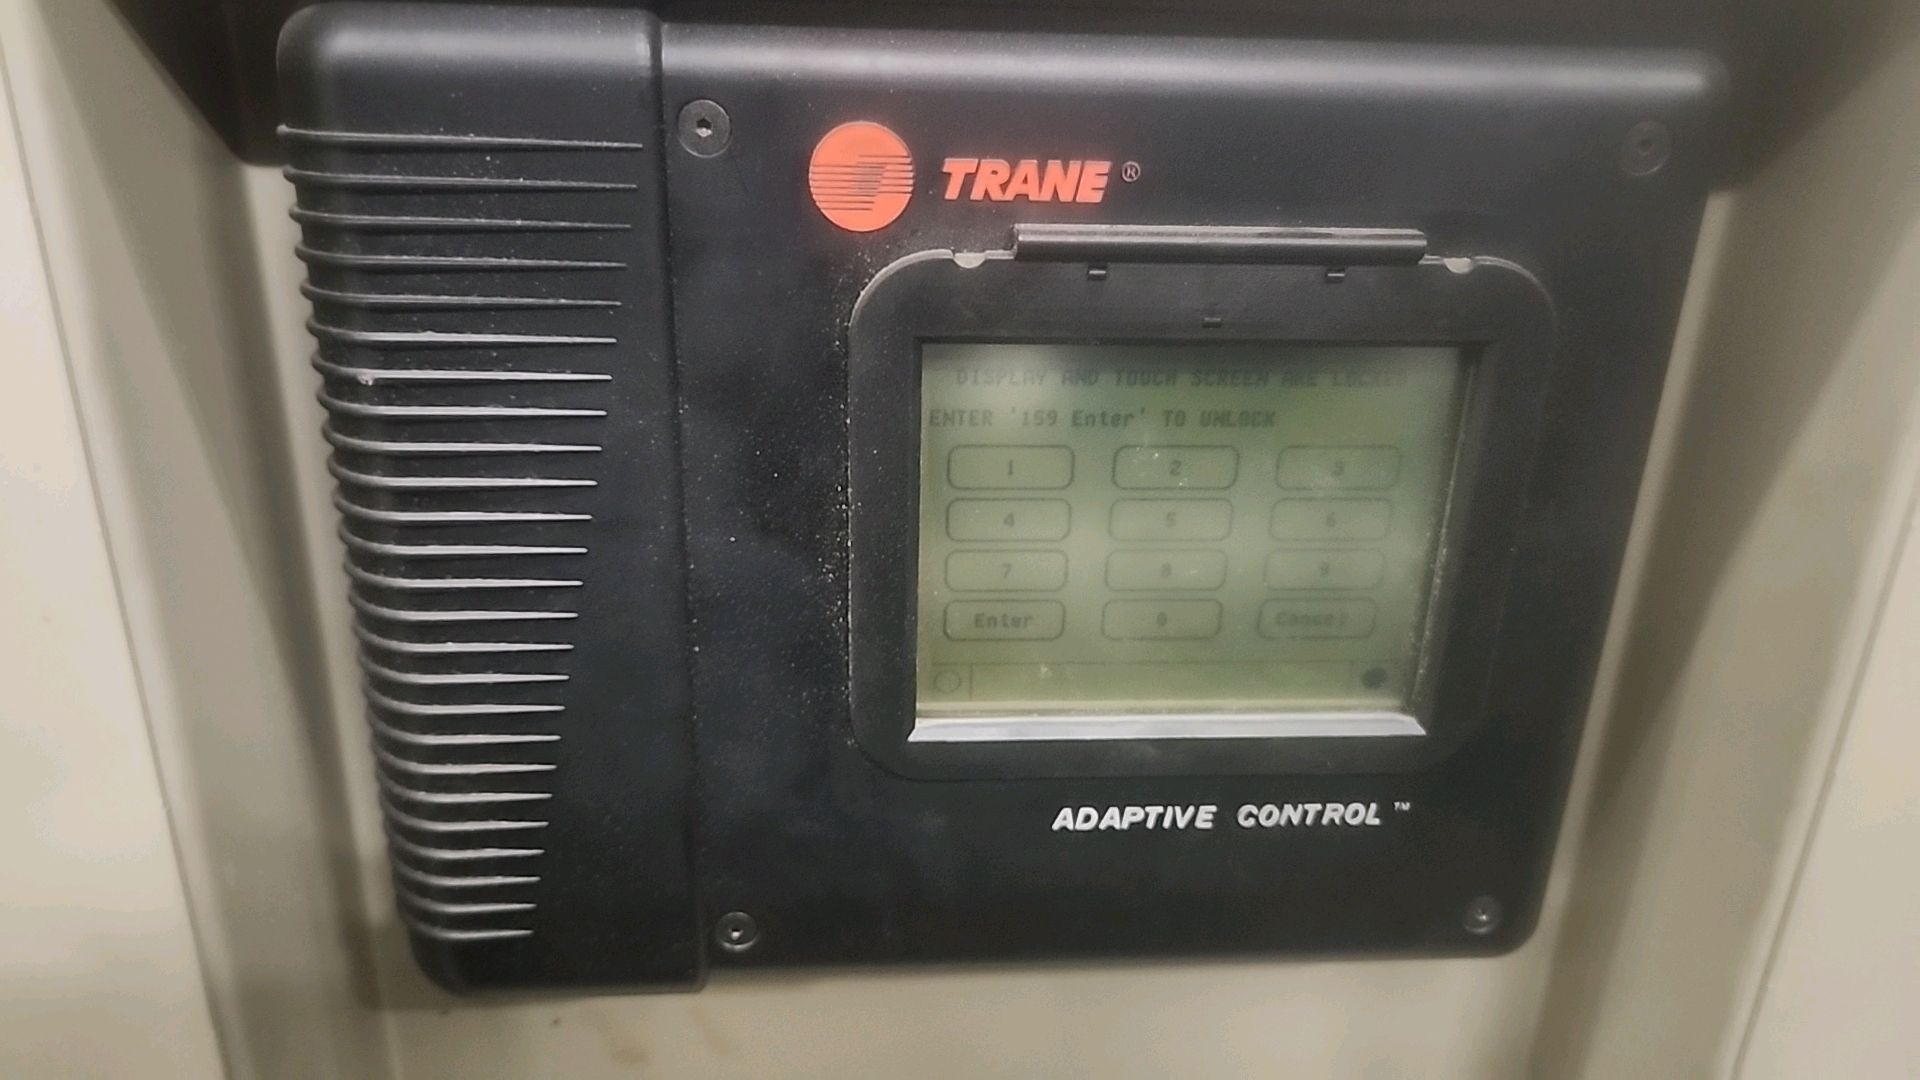 TRANE ®
DISPLAY AND TOUCH SCREEN ARE LOCKED
ENTER '159 Enter' TO UNLOCK
1 2 3
4 5 6
7 8 9
Enter 0 Cancel
ADAPTIVE CONTROL™